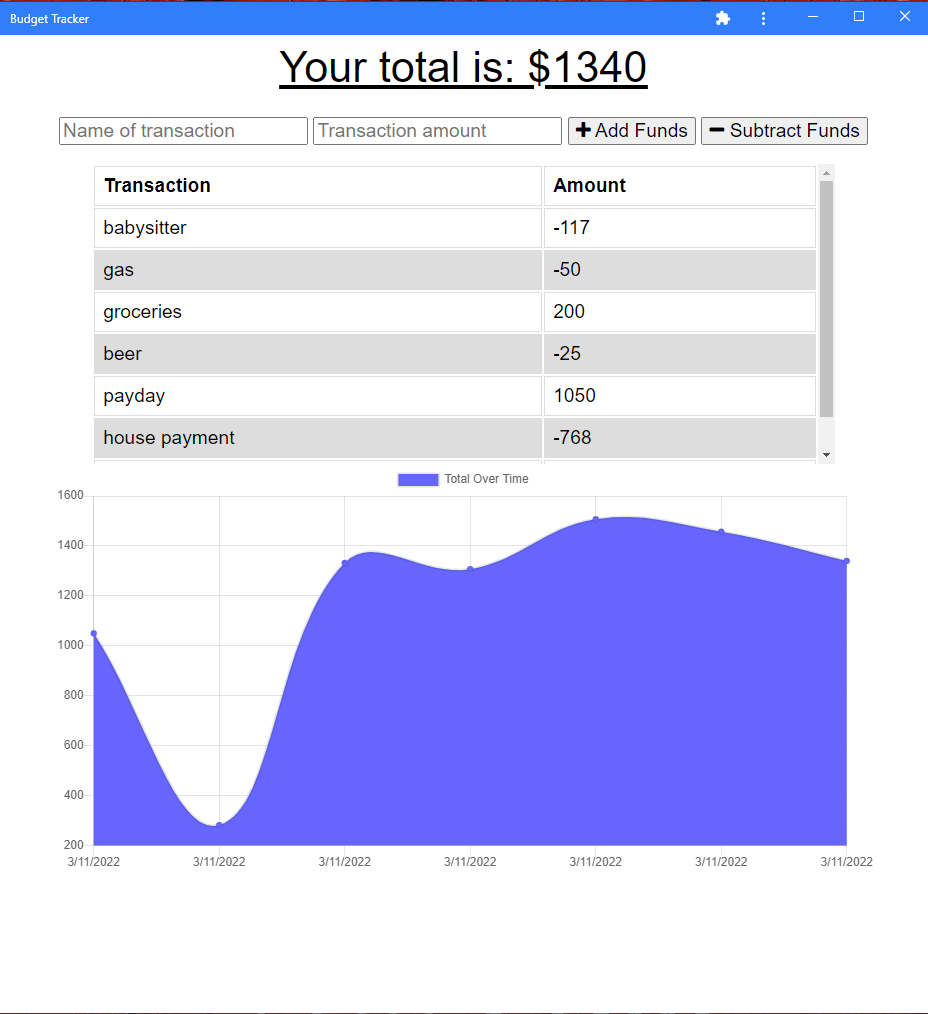 Budget Tracker
Your total is: $1340
Name of transaction Transaction amount Add Funds Subtract Funds
Transaction Amount
babysitter -117
gas -50
groceries 200
beer -25
payday 1050
house payment -768
Total Over Time
1600
1400
1200
1000
800
600
400
200
3/11/2022 3/11/2022 3/11/2022 3/11/2022 3/11/2022 3/11/2022 3/11/2022